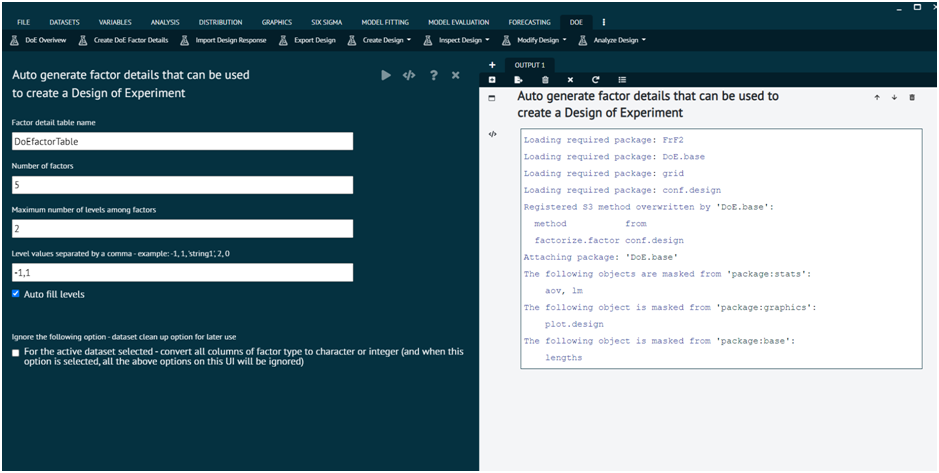 FILE DATASETS VARIABLES ANALYSIS DISTRIBUTION GRAPHICS SIX SIGMA MODEL FITTING MODEL EVALUATION FORECASTING DOE
DoE Overivew Create DoE Factor Details Import Design Response Export Design Create Design Inspect Design Modify Design Analyze Design
Auto generate factor details that can be used
to create a Design of Experiment
Factor detail table name
DoEfactorTable
Number of factors
5
Maximum number of levels among factors
2
Level values separated by a comma - example: -1, 1, 'string1', 2, 0
-1,1
Auto fill levels
Ignore the following option - dataset clean up option for later use
For the active dataset selected - convert all columns of factor type to character or integer (and when this
option is selected, all the above options on this UI will be ignored)
OUTPUT 1
Auto generate factor details that can be used to
create a Design of Experiment
Loading required package: FrF2
Loading required package: DoE.base
Loading required package: grid
Loading required package: conf.design
Registered S3 method overwritten by 'DoE.base':
method from
factorize.factor conf.design
Attaching package: 'DoE.base'
The following objects are masked from 'package:stats':
aov, lm
The following object is masked from 'package:graphics':
plot.design
The following object is masked from 'package:base':
lengths